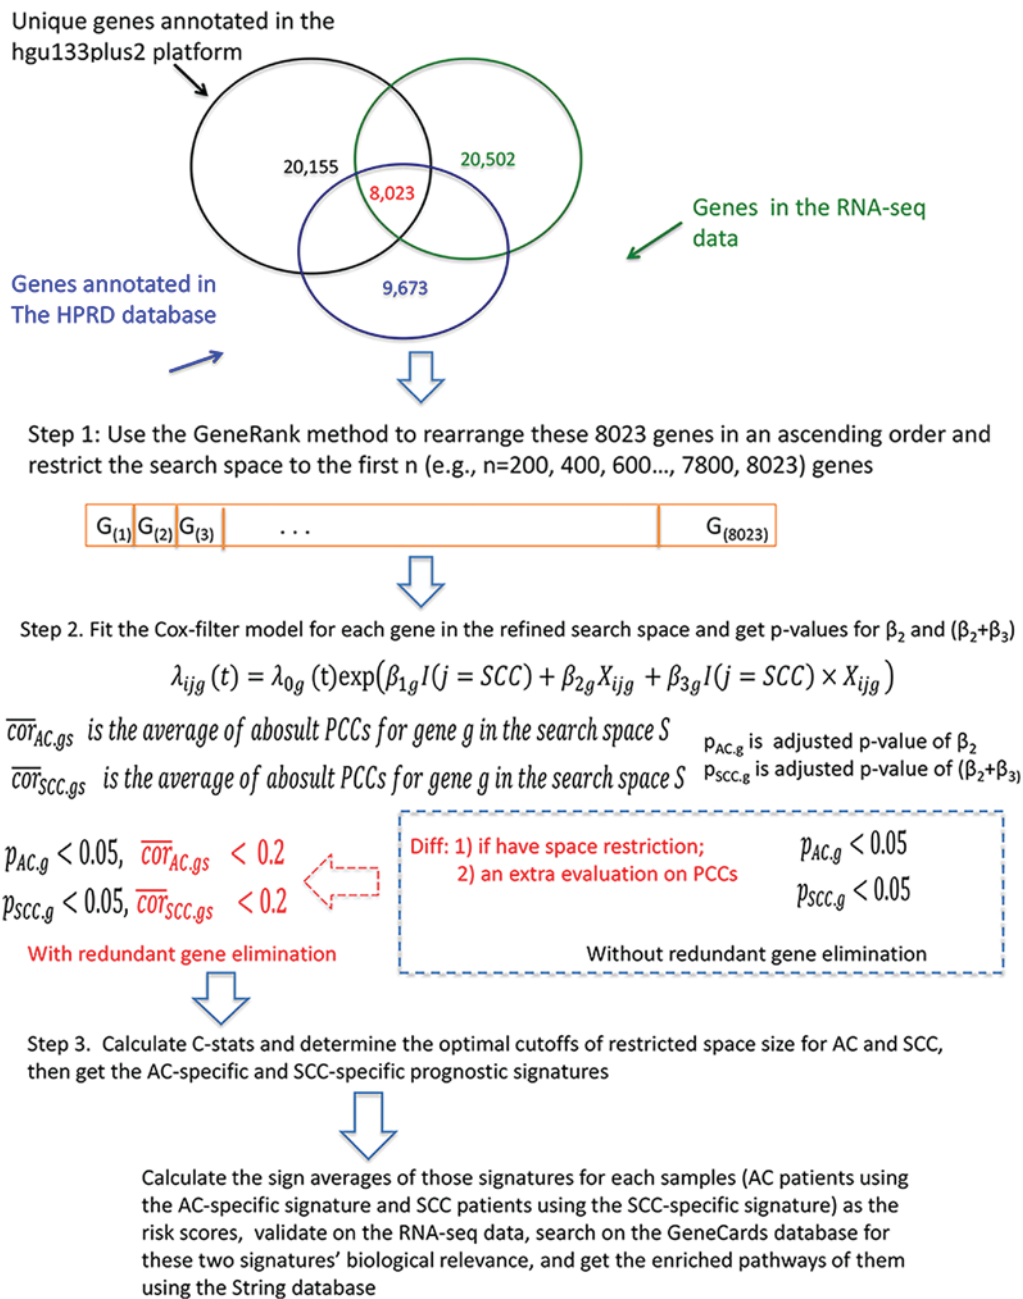 Unique genes annotated in the
hgu133plus2 platform
20,155
20,502
8,023
Genes in the RNA-seq
data
Genes annotated in
The HPRD database
9,673
Step 1: Use the GeneRank method to rearrange these 8023 genes in an ascending order and
restrict the search space to the first n (e.g., n=200, 400, 600..., 7800, 8023) genes
G(1) G(2) G(3) ... G(8023)
Step 2. Fit the Cox-filter model for each gene in the refined search space and get p-values for β₂ and (β₂+β₃)
λijg (t) = λ0g (t)exp(β1gI(j = SCC) + β2gXijg + β3gI(j = SCC) × Xijg)
c̅o̅r̅AC.gs is the average of abosult PCCs for gene g in the search space S
c̅o̅r̅SCC.gs is the average of abosult PCCs for gene g in the search space S
pAC.g is adjusted p-value of β₂
pSCC.g is adjusted p-value of (β₂+β₃)
pAC.g < 0.05, c̅o̅r̅AC.gs < 0.2
pSCC.g < 0.05, c̅o̅r̅SCC.gs < 0.2
With redundant gene elimination
Diff: 1) if have space restriction;
2) an extra evaluation on PCCs
pAC.g < 0.05
pSCC.g < 0.05
Without redundant gene elimination
Step 3. Calculate C-stats and determine the optimal cutoffs of restricted space size for AC and SCC,
then get the AC-specific and SCC-specific prognostic signatures
Calculate the sign averages of those signatures for each samples (AC patients using
the AC-specific signature and SCC patients using the SCC-specific signature) as the
risk scores, validate on the RNA-seq data, search on the GeneCards database for
these two signatures’ biological relevance, and get the enriched pathways of them
using the String database